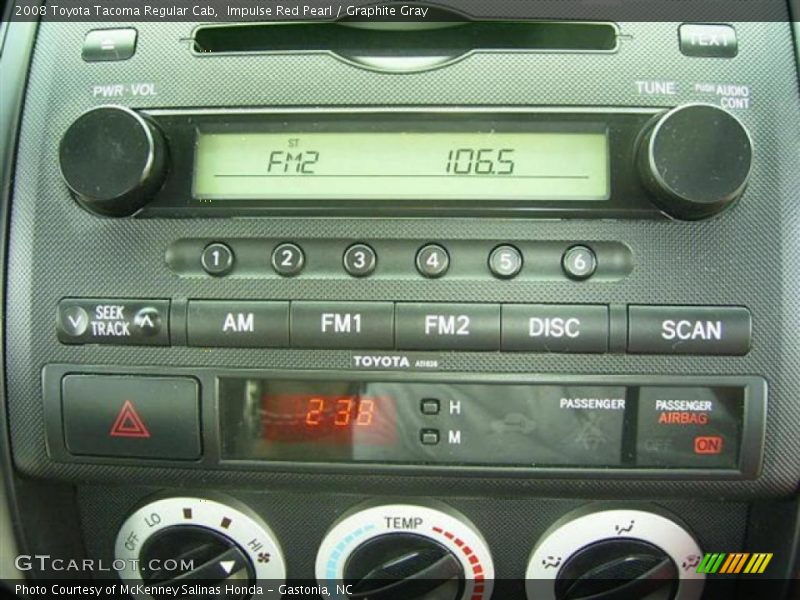 2008 Toyota Tacoma Regular Cab, Impulse Red Pearl / Graphite Gray
TEXT
PWR·VOL
TUNE
PUSH AUDIO
CONT
ST
FM2 106.5
1 2 3 4 5 6
SEEK
TRACK
AM FM1 FM2 DISC SCAN
TOYOTA
2:38
H
M
PASSENGER
PASSENGER
AIRBAG
OFF ON
OFF LO HI
TEMP
GTCARLOT.COM
Photo Courtesy of McKenney Salinas Honda - Gastonia, NC